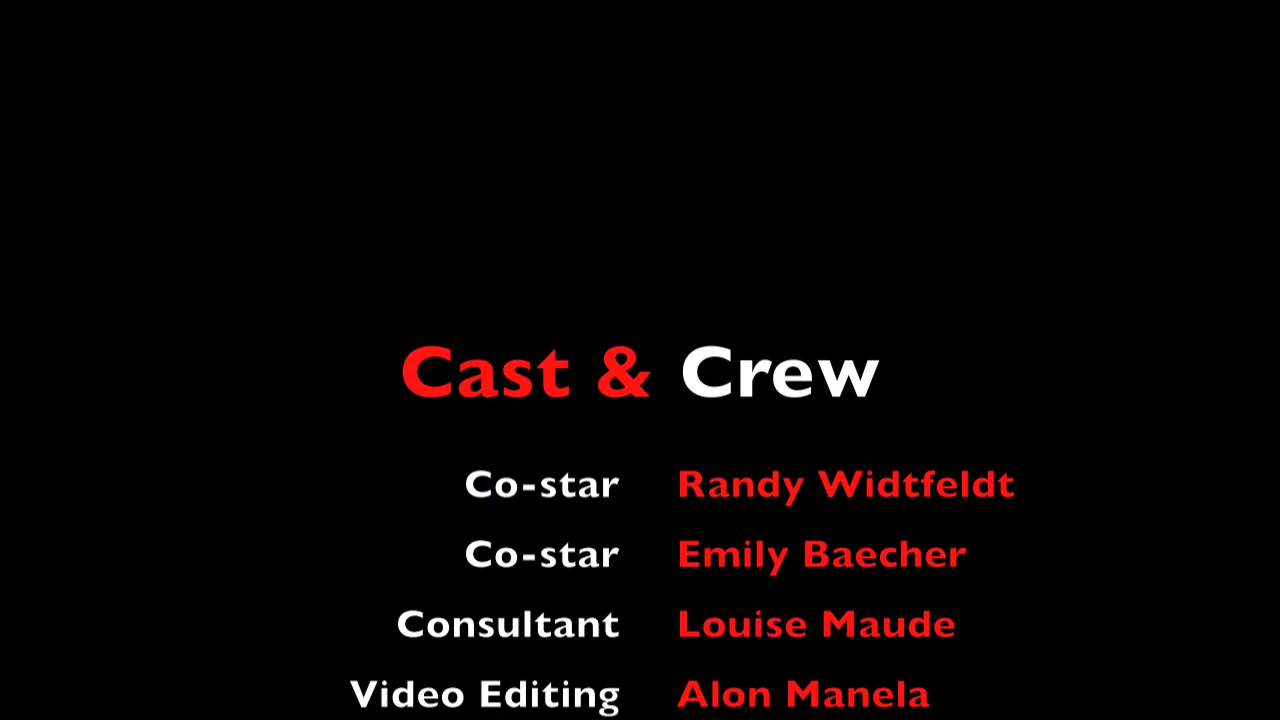 Cast & Crew
Co-star Randy Widtfeldt
Co-star Emily Baecher
Consultant Louise Maude
Video Editing Alon Manela